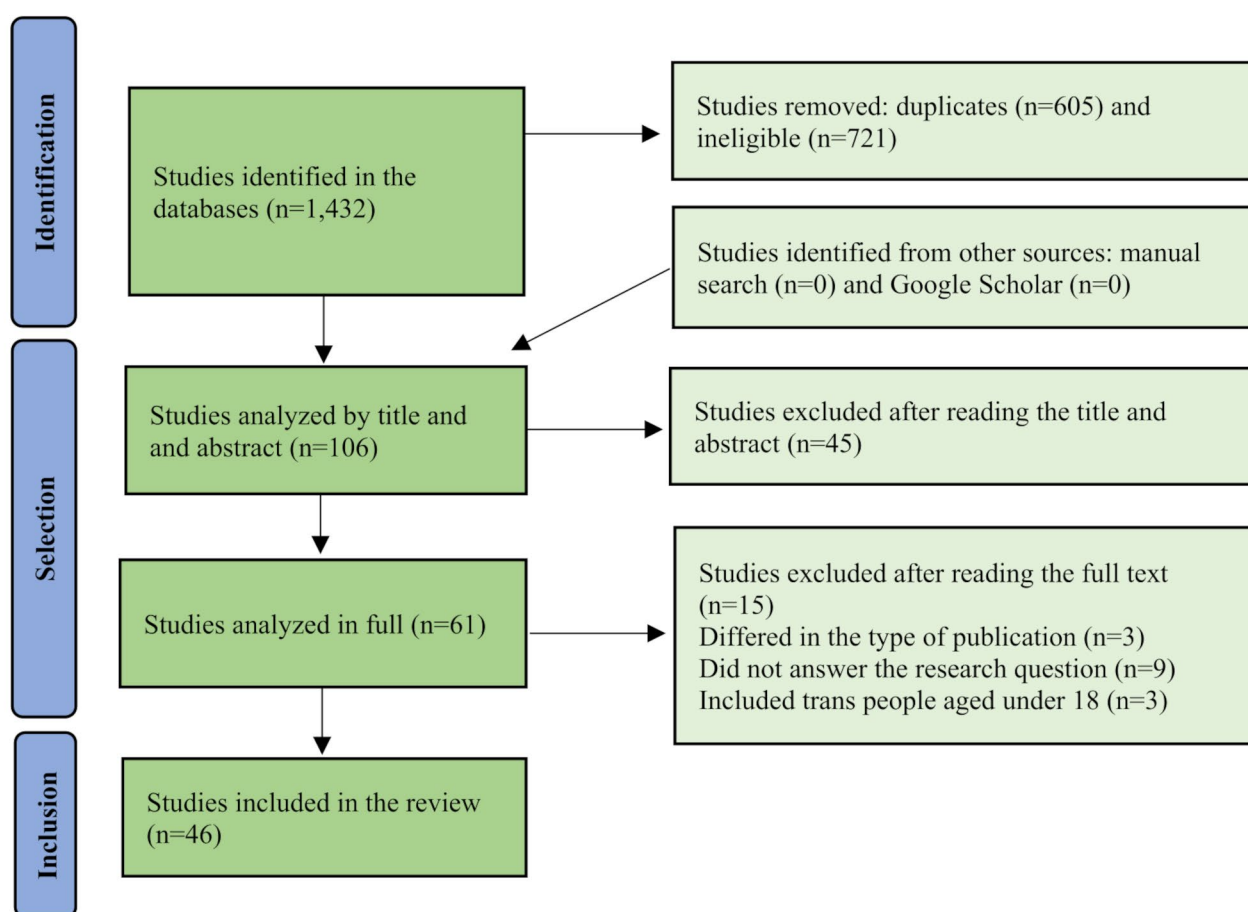 Identification
Studies identified in the
databases (n=1,432)
Studies removed: duplicates (n=605) and
ineligible (n=721)
Studies identified from other sources: manual
search (n=0) and Google Scholar (n=0)
Selection
Studies analyzed by title and
and abstract (n=106)
Studies excluded after reading the title and
abstract (n=45)
Studies analyzed in full (n=61)
Studies excluded after reading the full text
(n=15)
Differed in the type of publication (n=3)
Did not answer the research question (n=9)
Included trans people aged under 18 (n=3)
Inclusion
Studies included in the review
(n=46)